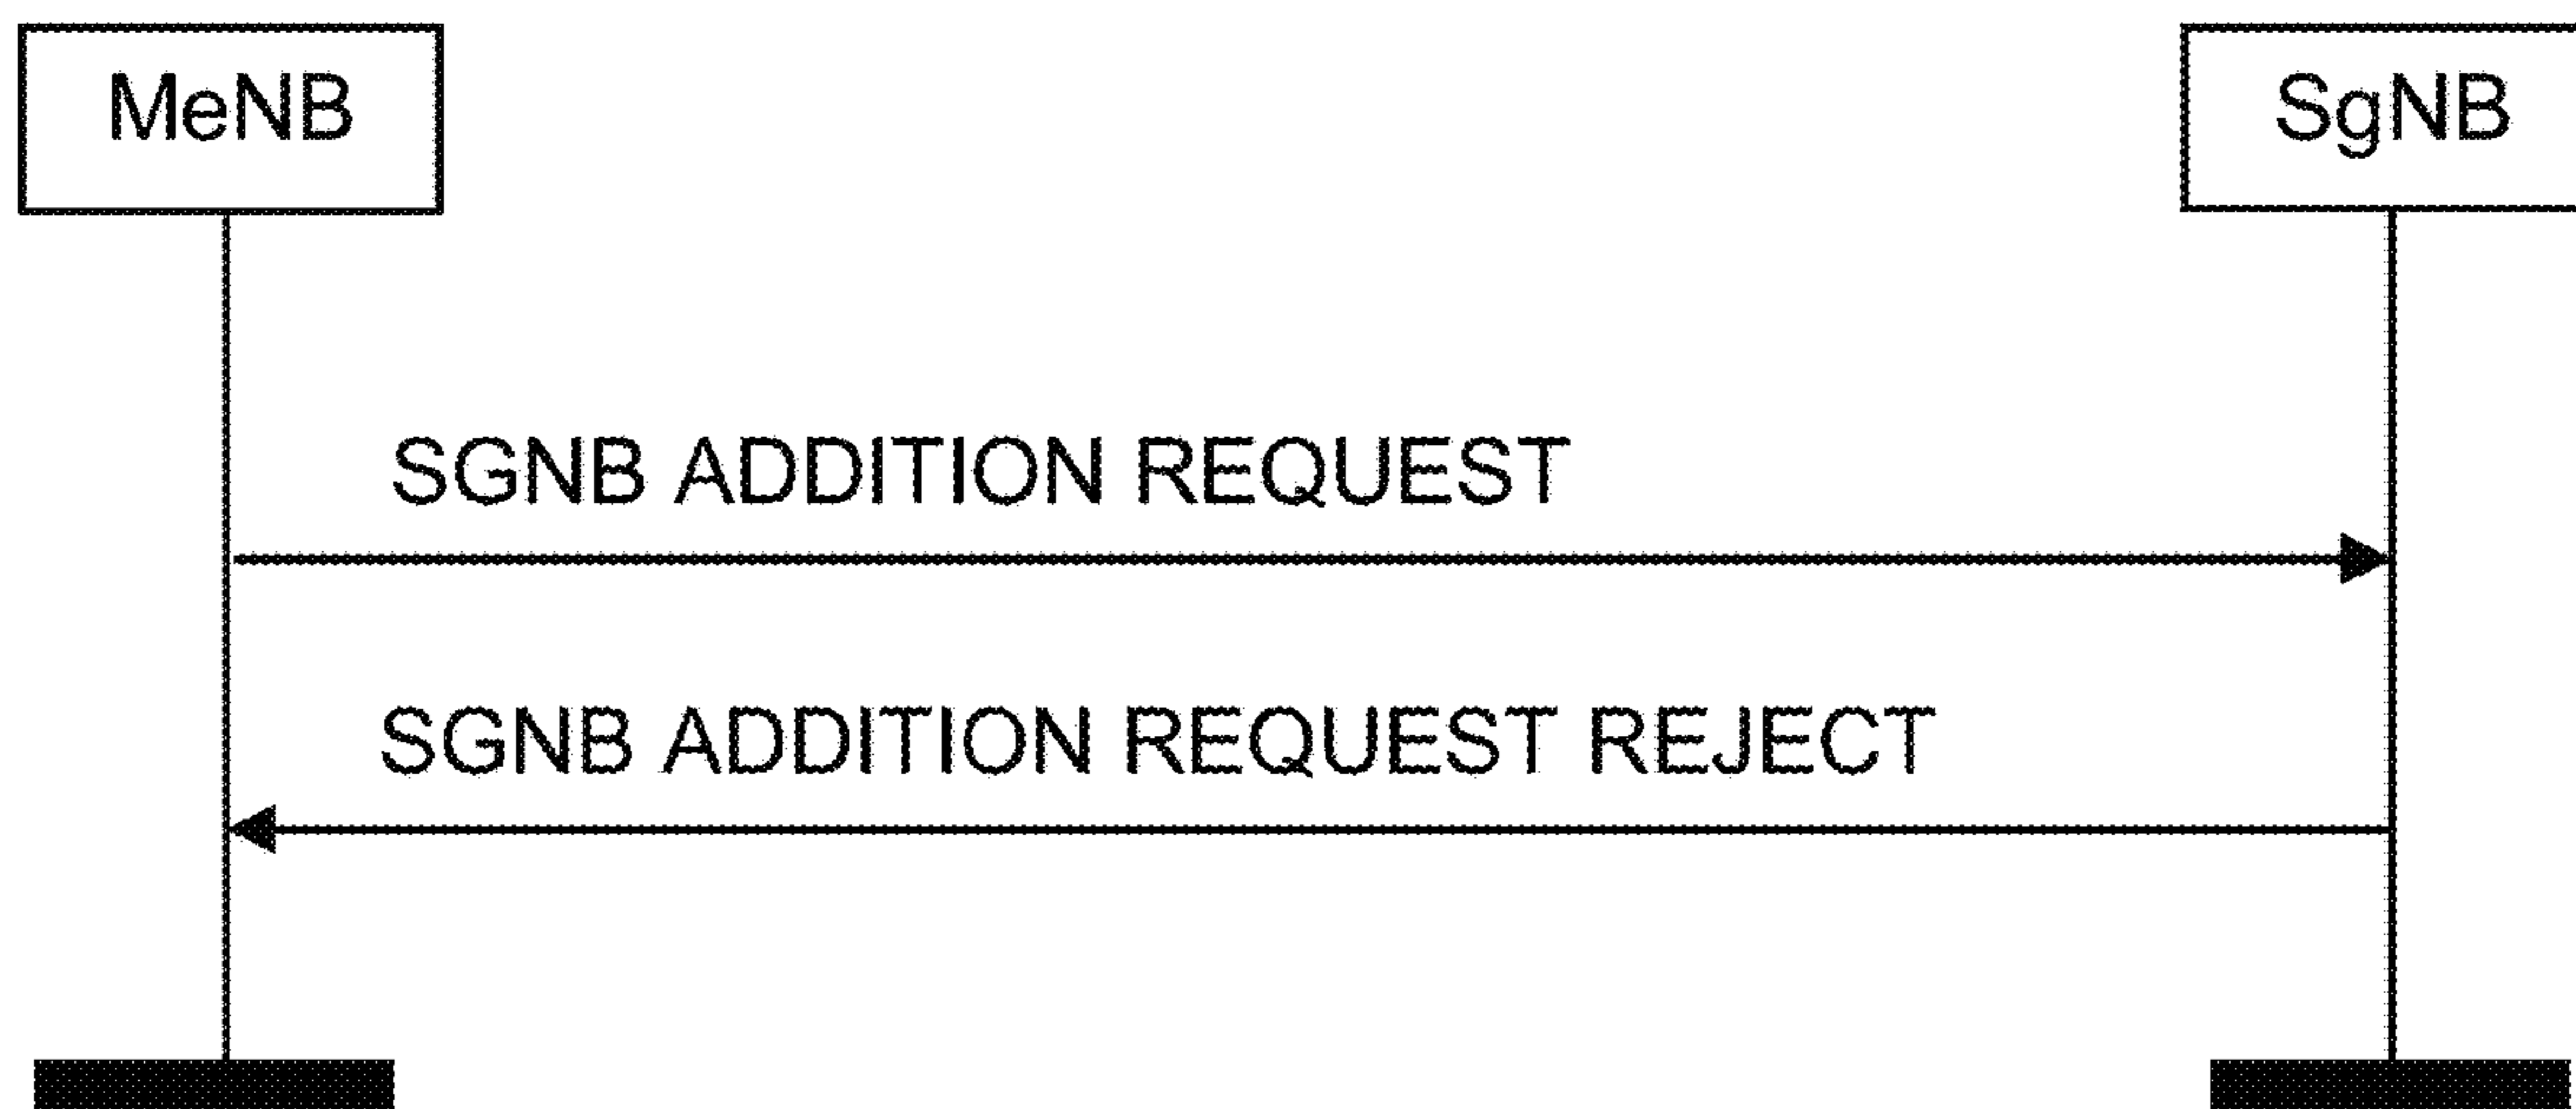 MeNB
SgNB
SGNB ADDITION REQUEST
SGNB ADDITION REQUEST REJECT